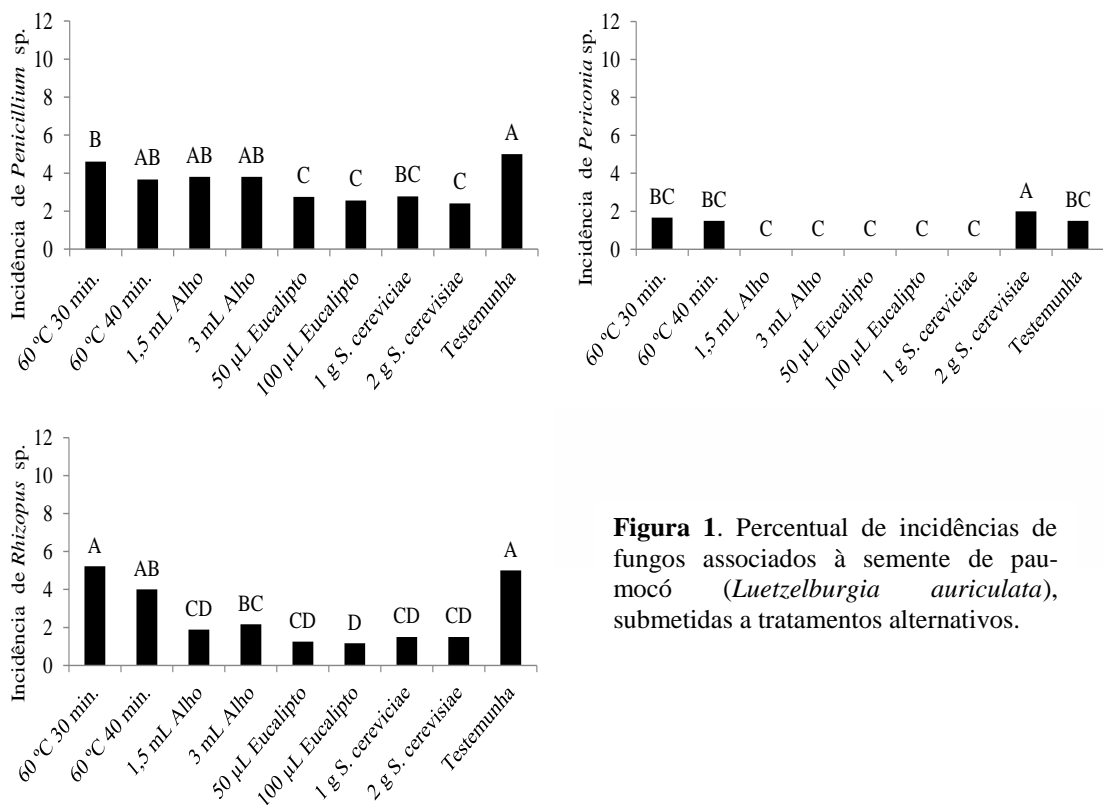 Incidência de Penicillium sp.
12
10
8
6
4
2
0
B
AB
AB
AB
C
C
BC
C
A
60 ºC 30 min.
60 ºC 40 min.
1,5 mL Alho
3 mL Alho
50 µL Eucalipto
100 µL Eucalipto
1 g S. cereviciae
2 g S. cerevisiae
Testemunha
Incidência de Periconia sp.
12
10
8
6
4
2
0
BC
BC
C
C
C
C
C
A
BC
60 ºC 30 min.
60 ºC 40 min.
1,5 mL Alho
3 mL Alho
50 µL Eucalipto
100 µL Eucalipto
1 g S. cereviciae
2 g S. cerevisiae
Testemunha
Incidência de Rhizopus sp.
12
10
8
6
4
2
0
A
AB
CD
BC
CD
D
CD
CD
A
60 ºC 30 min.
60 ºC 40 min.
1,5 mL Alho
3 mL Alho
50 µL Eucalipto
100 µL Eucalipto
1 g S. cereviciae
2 g S. cerevisiae
Testemunha
Figura 1. Percentual de incidências de
fungos associados à semente de pau-
mocó (Luetzelburgia auriculata),
submetidas a tratamentos alternativos.